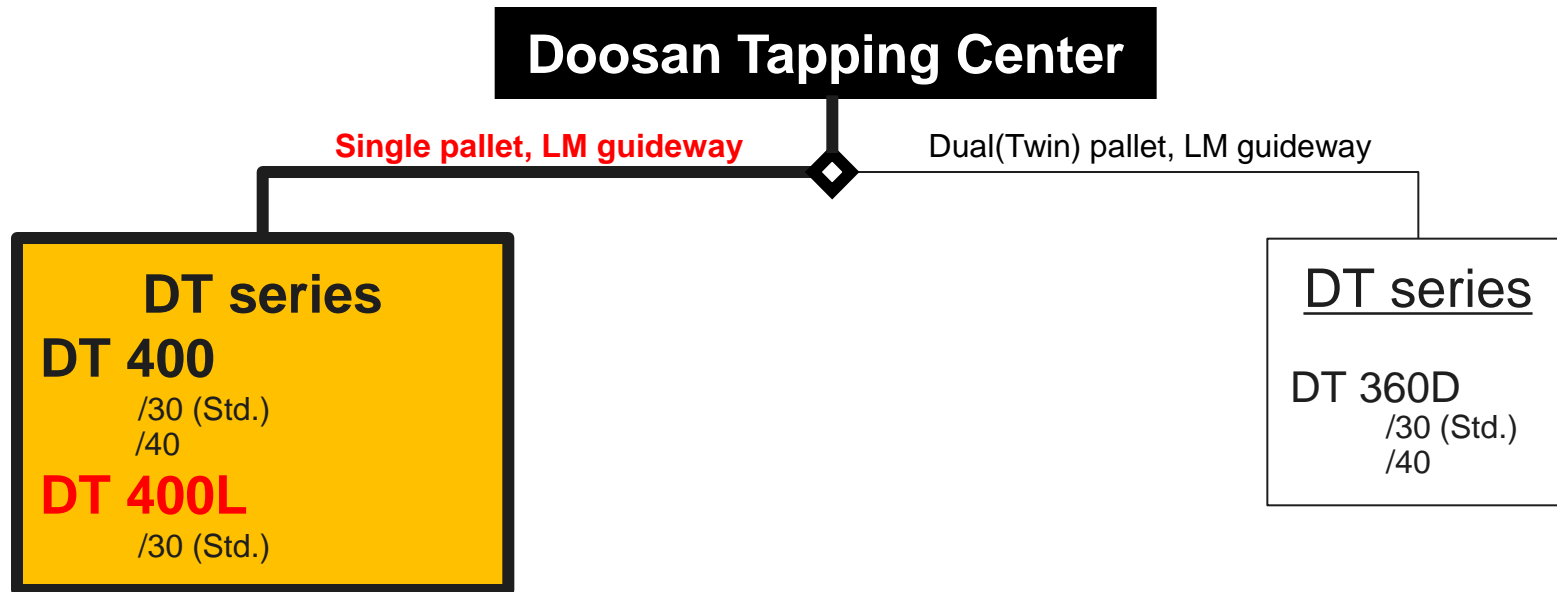 Doosan Tapping Center
Single pallet, LM guideway
Dual(Twin) pallet, LM guideway
DT series
DT 400
/30 (Std.)
/40
DT 400L
/30 (Std.)
DT series
DT 360D
/30 (Std.)
/40